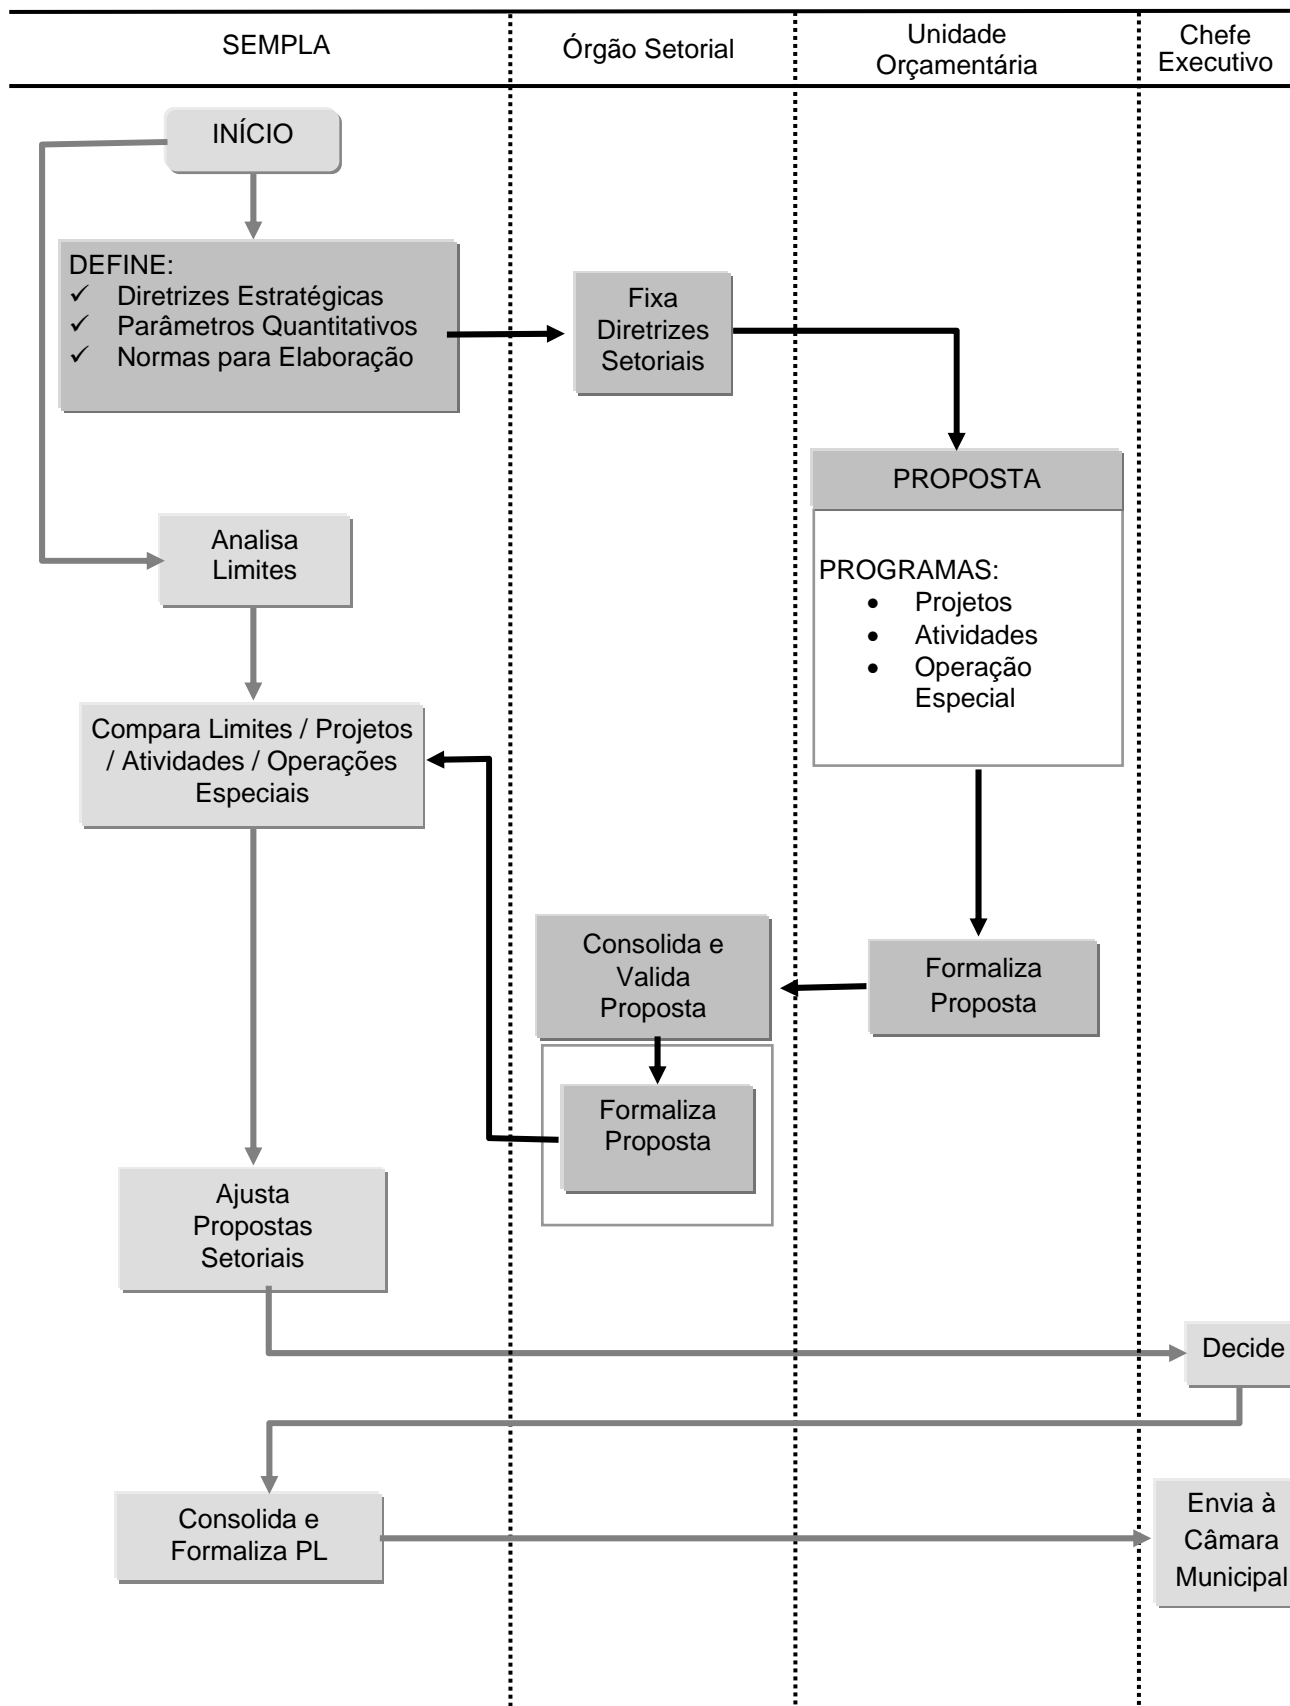 SEMPLA
Órgão Setorial
Unidade
Orçamentária
Chefe
Executivo
INÍCIO
DEFINE:
✓ Diretrizes Estratégicas
✓ Parâmetros Quantitativos
✓ Normas para Elaboração
Fixa
Diretrizes
Setoriais
PROPOSTA
PROGRAMAS:
• Projetos
• Atividades
• Operação
Especial
Analisa
Limites
Compara Limites / Projetos
/ Atividades / Operações
Especiais
Consolida e
Valida
Proposta
Formaliza
Proposta
Formaliza
Proposta
Ajusta
Propostas
Setoriais
Decide
Consolida e
Formaliza PL
Envia à
Câmara
Municipal